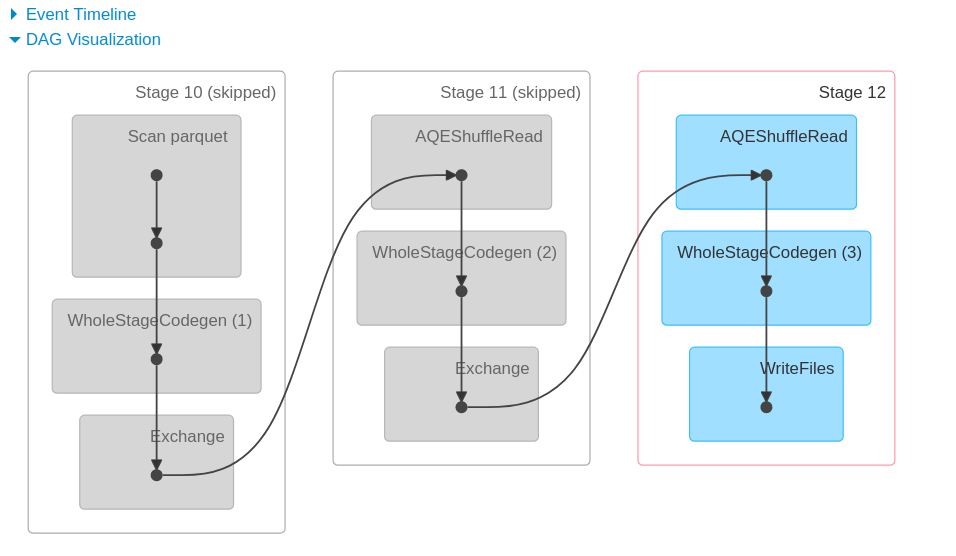 Event Timeline
DAG Visualization
Stage 10 (skipped)
Scan parquet
WholeStageCodegen (1)
Exchange
Stage 11 (skipped)
AQEShuffleRead
WholeStageCodegen (2)
Exchange
Stage 12
AQEShuffleRead
WholeStageCodegen (3)
WriteFiles